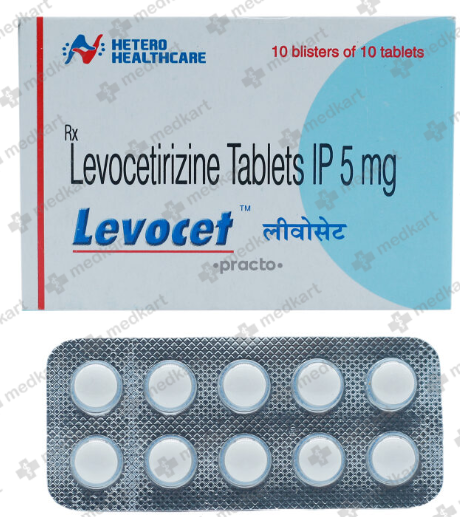 HETERO
HEALTHCARE
10 blisters of 10 tablets
Rx
Levocetirizine Tablets IP 5 mg
Levocet™ लीवोसेट
•practo•
medkart